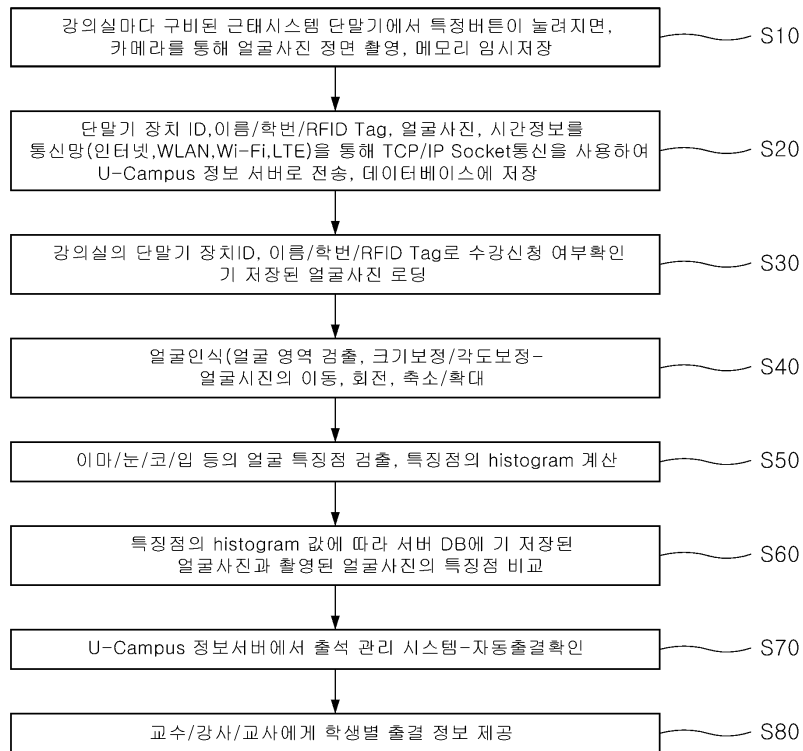 강의실마다 구비된 근태시스템 단말기에서 특정버튼이 눌려지면,
카메라를 통해 얼굴사진 정면 촬영, 메모리 임시저장
S10
단말기 장치 ID,이름/학번/RFID Tag, 얼굴사진, 시간정보를
통신망(인터넷,WLAN,Wi-Fi,LTE)을 통해 TCP/IP Socket통신을 사용하여
U-Campus 정보 서버로 전송, 데이터베이스에 저장
S20
강의실의 단말기 장치ID, 이름/학번/RFID Tag로 수강신청 여부확인
기 저장된 얼굴사진 로딩
S30
얼굴인식(얼굴 영역 검출, 크기보정/각도보정-
얼굴시진의 이동, 회전, 축소/확대
S40
이마/눈/코/입 등의 얼굴 특징점 검출, 특징점의 histogram 계산
S50
특징점의 histogram 값에 따라 서버 DB에 기 저장된
얼굴사진과 촬영된 얼굴사진의 특징점 비교
S60
U-Campus 정보서버에서 출석 관리 시스템-자동출결확인
S70
교수/강사/교사에게 학생별 출결 정보 제공
S80